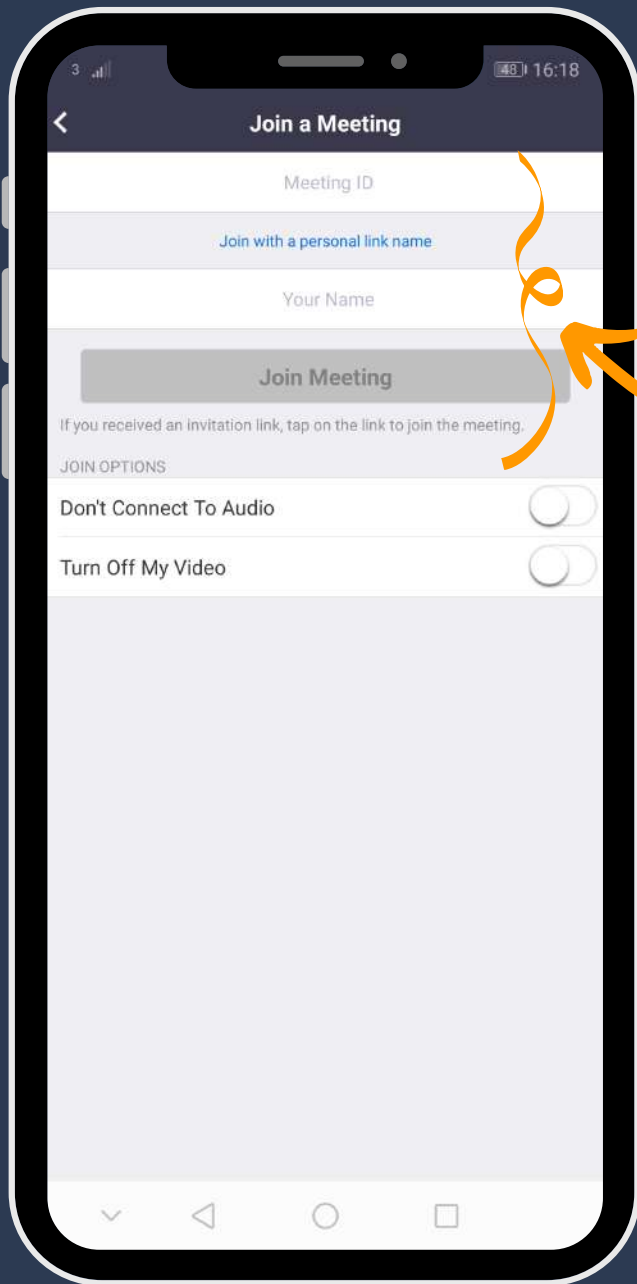 3 48 16:18
Join a Meeting
Meeting ID
Join with a personal link name
Your Name
Join Meeting
If you received an invitation link, tap on the link to join the meeting.
JOIN OPTIONS
Don't Connect To Audio
Turn Off My Video